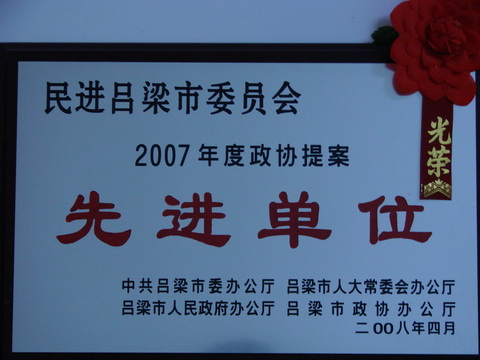 民进吕梁市委员会
光荣
2007年度政协提案
先进单位
中共吕梁市委办公厅 吕梁市人大常委会办公厅
吕梁市人民政府办公厅 吕梁市政协办公厅
二00八年四月